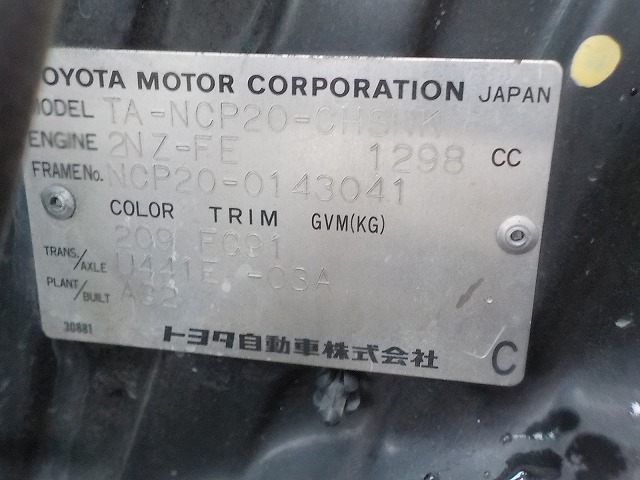 TOYOTA MOTOR CORPORATION JAPAN
MODEL TA-NCP20-CHSNK
ENGINE 2NZ-FE 1298 CC
FRAME No. NCP20-0143041
COLOR TRIM GVM(KG)
209
TRANS./AXLE U441E -03A
PLANT/BUILT
30881
トヨタ自動車株式会社 C